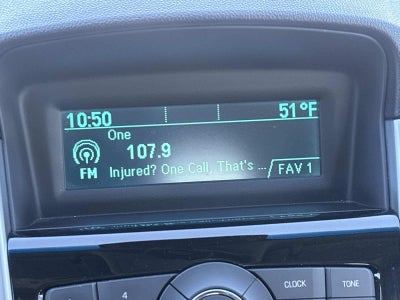 10:50 51°F
One
107.9
FM Injured? One Call, That's ... FAV 1
4 CLOCK TONE